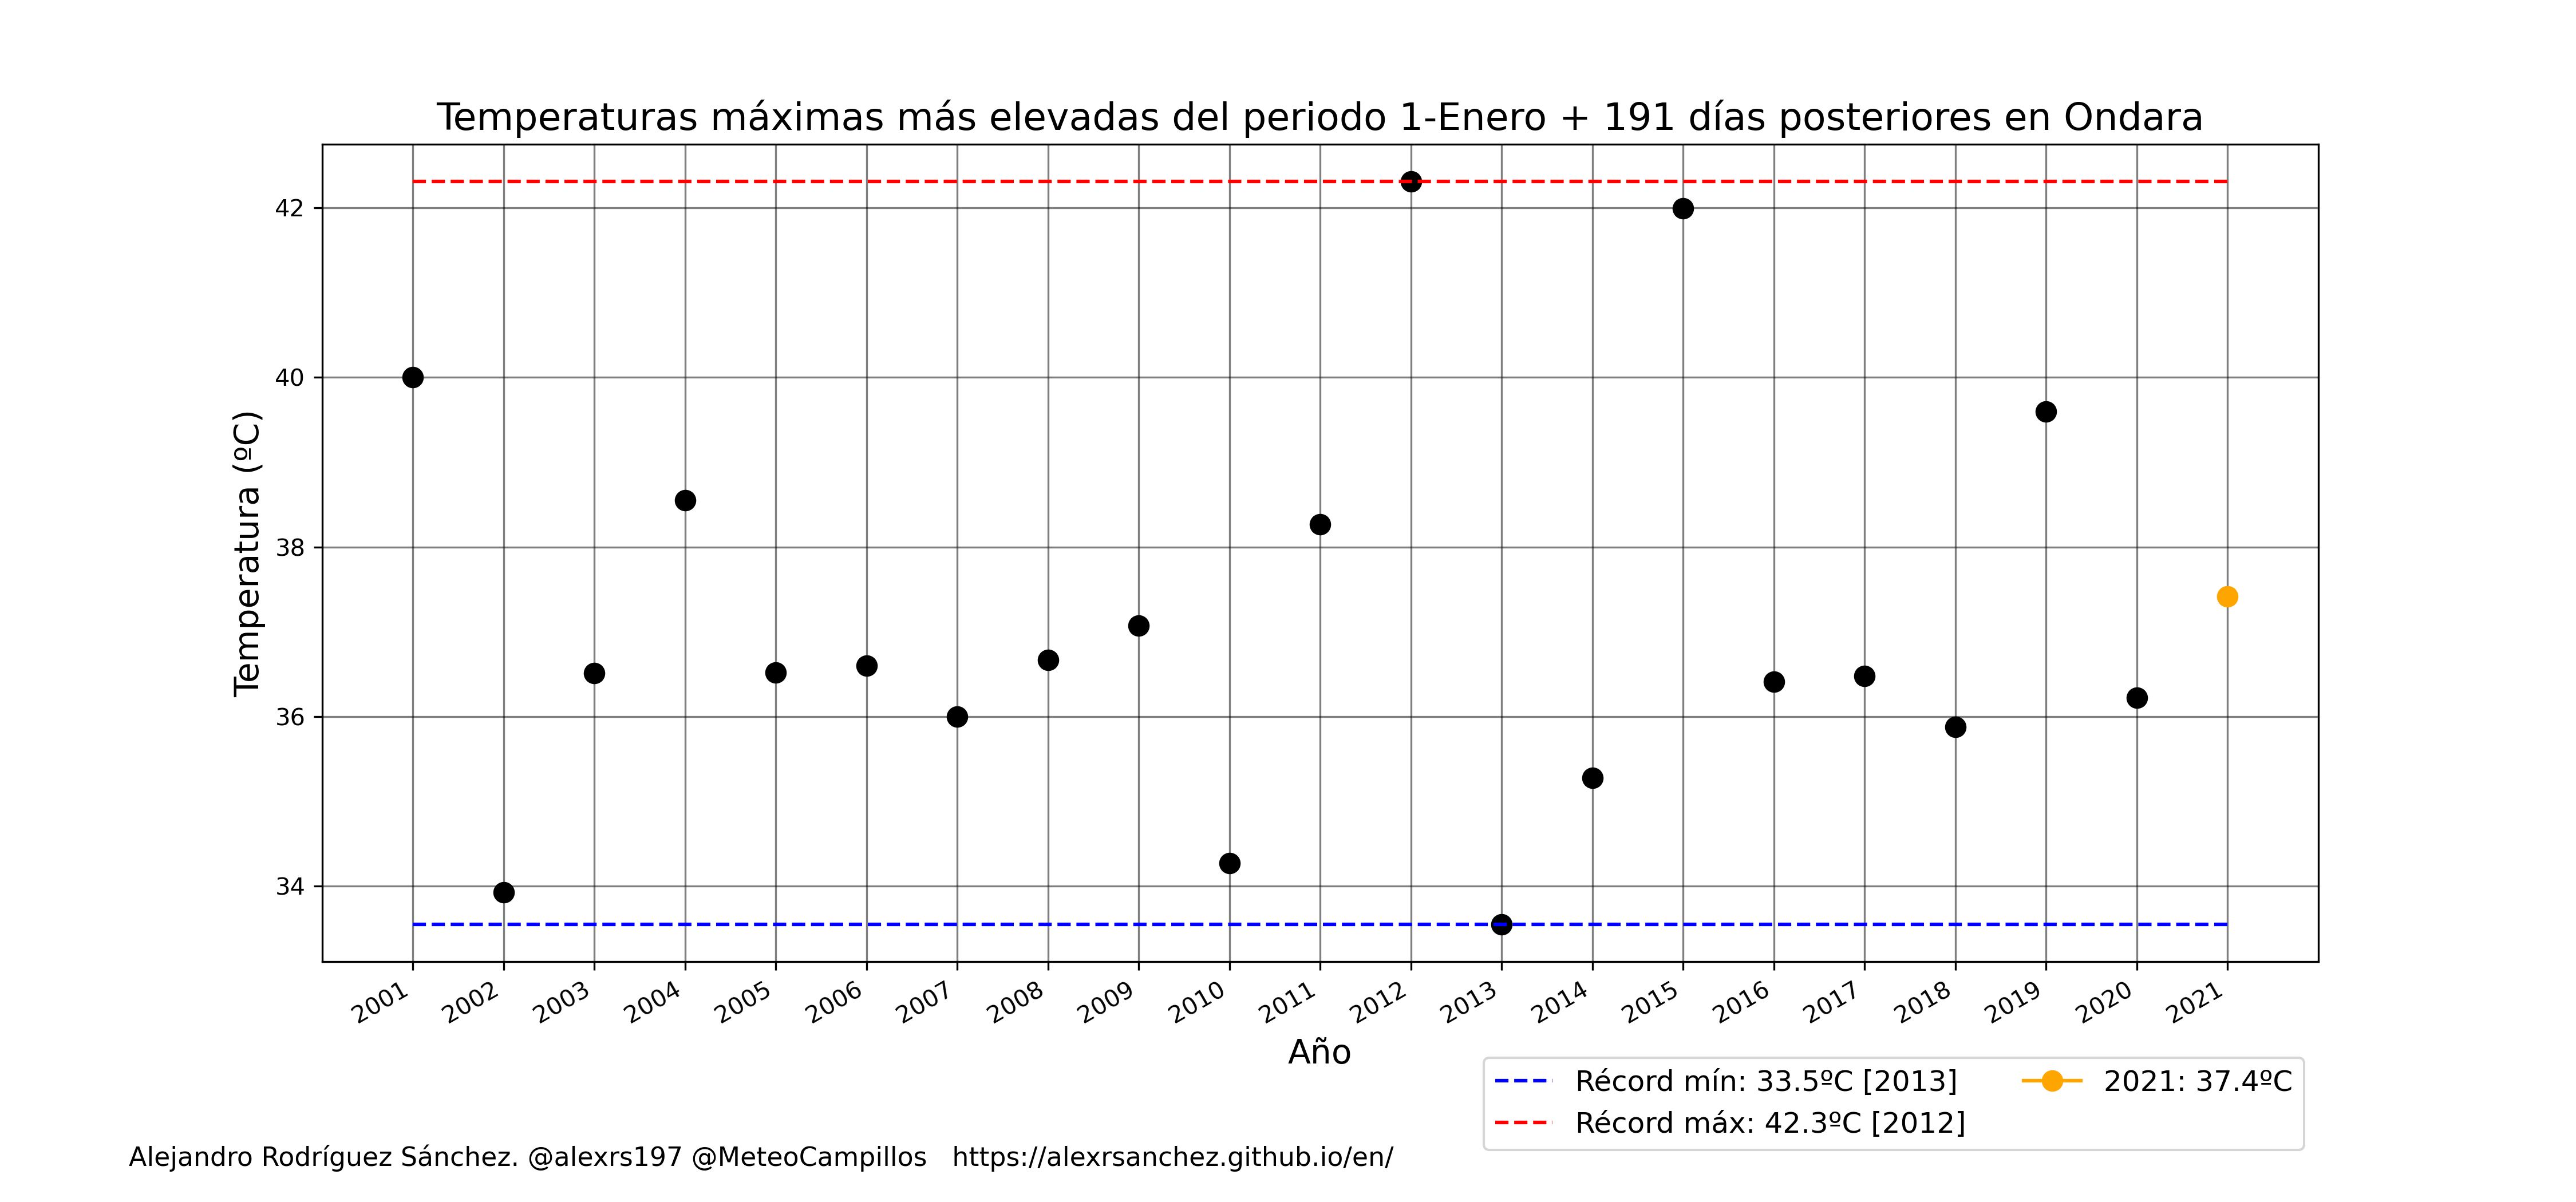 Temperaturas máximas más elevadas del periodo 1-Enero + 191 días posteriores en Ondara
Temperatura (ºC)
42
40
38
36
34
2001 2002 2003 2004 2005 2006 2007 2008 2009 2010 2011 2012 2013 2014 2015 2016 2017 2018 2019 2020 2021
Año
Récord mín: 33.5ºC [2013]
Récord máx: 42.3ºC [2012]
2021: 37.4ºC
Alejandro Rodríguez Sánchez. @alexrs197 @MeteoCampillos https://alexrsanchez.github.io/en/